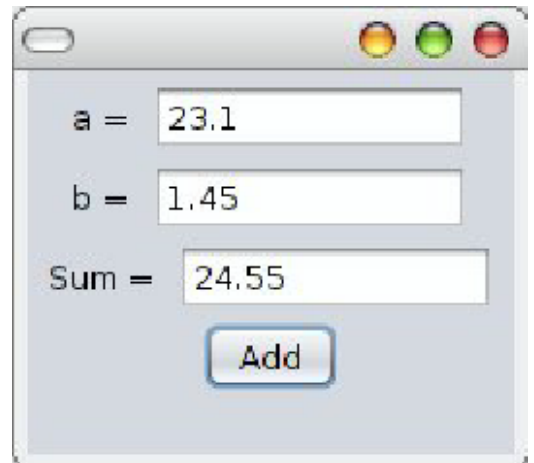 a = 23.1
b = 1.45
Sum = 24.55
Add